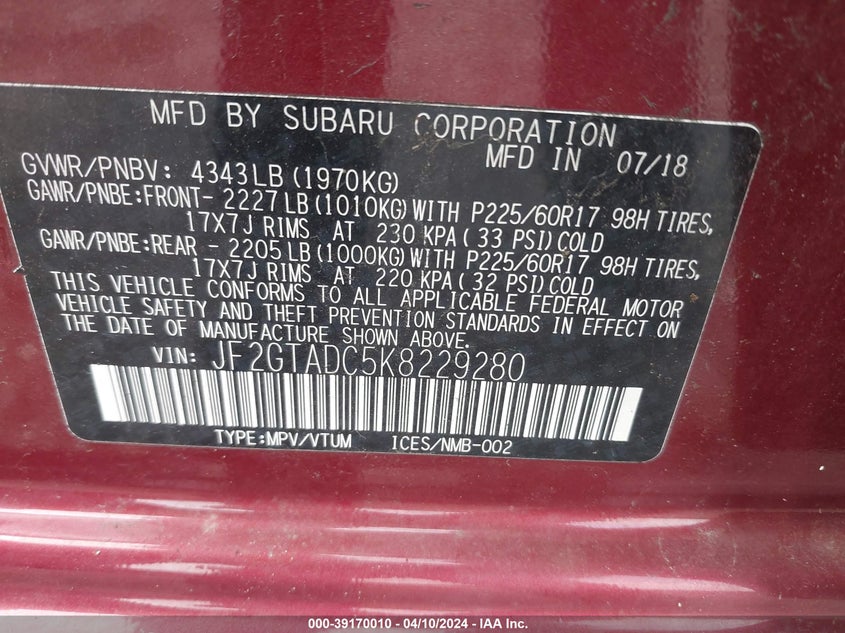 MFD BY SUBARU CORPORATION
MFD IN 07/18
GVWR/PNBV: 4343LB (1970KG)
GAWR/PNBE:FRONT- 2227LB (1010KG) WITH P225/60R17 98H TIRES,
17X7J RIMS AT 230 KPA ( 33 PSI) COLD
GAWR/PNBE:REAR - 2205LB (1000KG) WITH P225/60R17 98H TIRES,
17X7J RIMS AT 220 KPA ( 32 PSI) COLD
THIS VEHICLE CONFORMS TO ALL APPLICABLE FEDERAL MOTOR
VEHICLE SAFETY AND THEFT PREVENTION STANDARDS IN EFFECT ON
THE DATE OF MANUFACTURE SHOWN ABOVE.
VIN: JF2GTADC5K8229280
TYPE:MPV/VTUM ICES/NMB-002
000-39170010 - 04/10/2024 - IAA Inc.